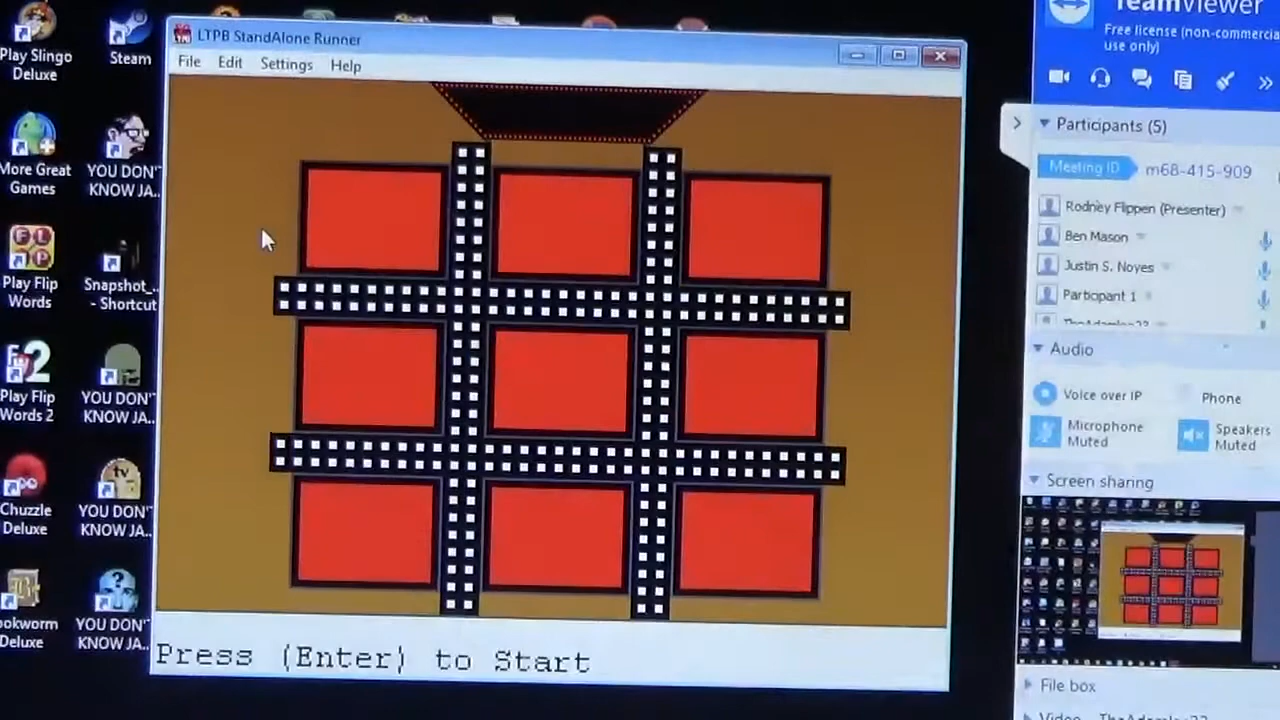 LTPB StandAlone Runner
File Edit Settings Help
Press (Enter) to Start
Play Slingo
Deluxe
Steam
More Great
Games
YOU DON'T
KNOW JA...
Play Flip
Words
Snapshot_...
- Shortcut
Play Flip
Words 2
YOU DON'T
KNOW JA...
Chuzzle
Deluxe
YOU DON'T
KNOW JA...
ookworm
Deluxe
YOU DON'T
KNOW JA...
TeamViewer
Free license (non-commercia
use only)
Participants (5)
Meeting ID m68-415-909
Rodney Flippen (Presenter)
Ben Mason
Justin S. Noyes
Participant 1
Audio
Voice over IP
Phone
Microphone
Muted
Speakers
Muted
Screen sharing
File box